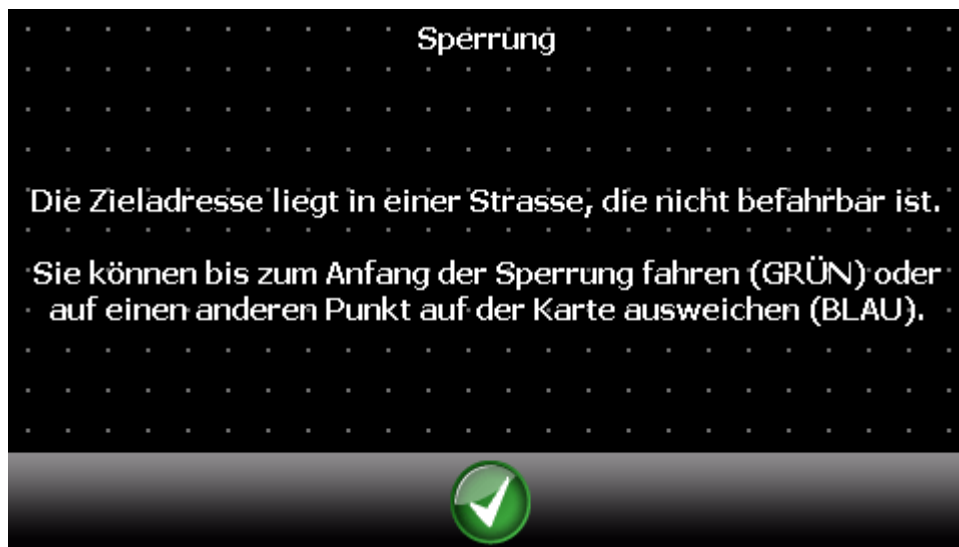 Sperrung
Die Zieladresse liegt in einer Strasse, die nicht befahrbar ist.
Sie können bis zum Anfang der Sperrung fahren (GRÜN) oder
auf einen anderen Punkt auf der Karte ausweichen (BLAU).